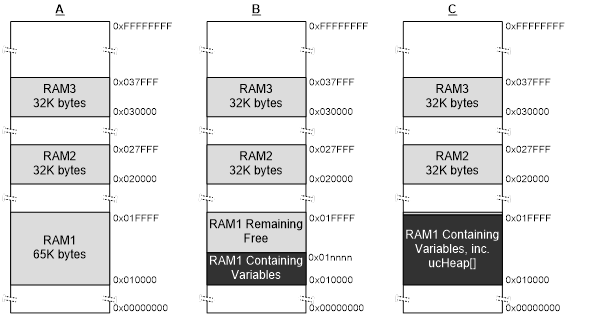 A
0xFFFFFFFF
RAM3
32K bytes
0x037FFF
0x030000
RAM2
32K bytes
0x027FFF
0x020000
RAM1
65K bytes
0x01FFFF
0x010000
0x00000000
B
0xFFFFFFFF
RAM3
32K bytes
0x037FFF
0x030000
RAM2
32K bytes
0x027FFF
0x020000
RAM1 Remaining
Free
0x01FFFF
0x01nnnn
RAM1 Containing
Variables
0x010000
0x00000000
C
0xFFFFFFFF
RAM3
32K bytes
0x037FFF
0x030000
RAM2
32K bytes
0x027FFF
0x020000
0x01FFFF
RAM1 Containing
Variables, inc.
ucHeap[]
0x010000
0x00000000